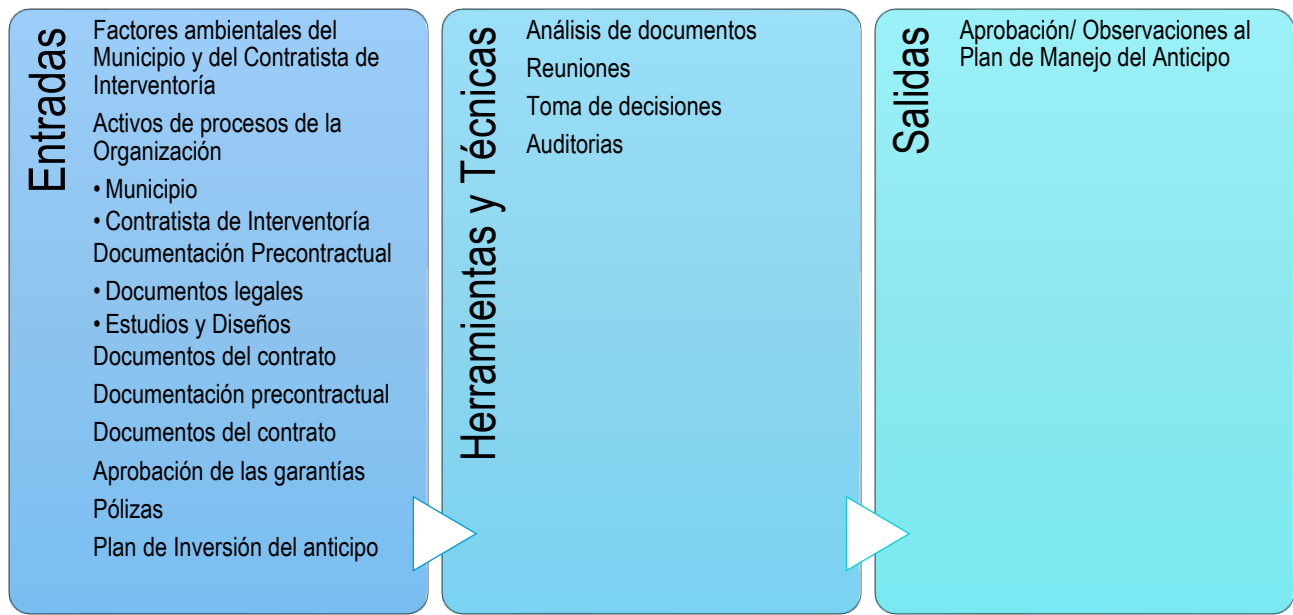 Entradas
Factores ambientales del
Municipio y del Contratista de
Interventoría
Activos de procesos de la
Organización
• Municipio
• Contratista de Interventoría
Documentación Precontractual
• Documentos legales
• Estudios y Diseños
Documentos del contrato
Documentación precontractual
Documentos del contrato
Aprobación de las garantías
Pólizas
Plan de Inversión del anticipo
Herramientas y Técnicas
Análisis de documentos
Reuniones
Toma de decisiones
Auditorias
Salidas
Aprobación/ Observaciones al
Plan de Manejo del Anticipo